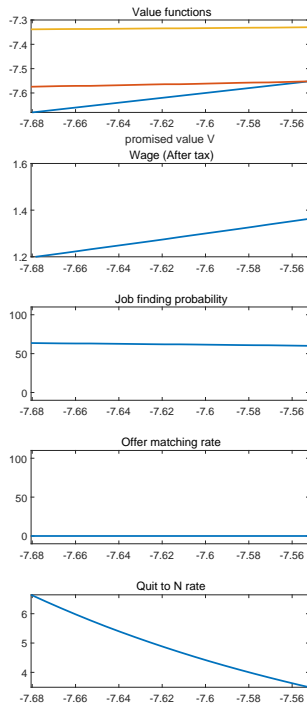 Value functions
-7.3
-7.4
-7.5
-7.6
-7.68 -7.66 -7.64 -7.62 -7.6 -7.58 -7.56
promised value V
Wage (After tax)
1.6
1.4
1.2
-7.68 -7.66 -7.64 -7.62 -7.6 -7.58 -7.56
Job finding probability
100
50
0
-7.68 -7.66 -7.64 -7.62 -7.6 -7.58 -7.56
Offer matching rate
100
50
0
-7.68 -7.66 -7.64 -7.62 -7.6 -7.58 -7.56
Quit to N rate
6
5
4
-7.68 -7.66 -7.64 -7.62 -7.6 -7.58 -7.56